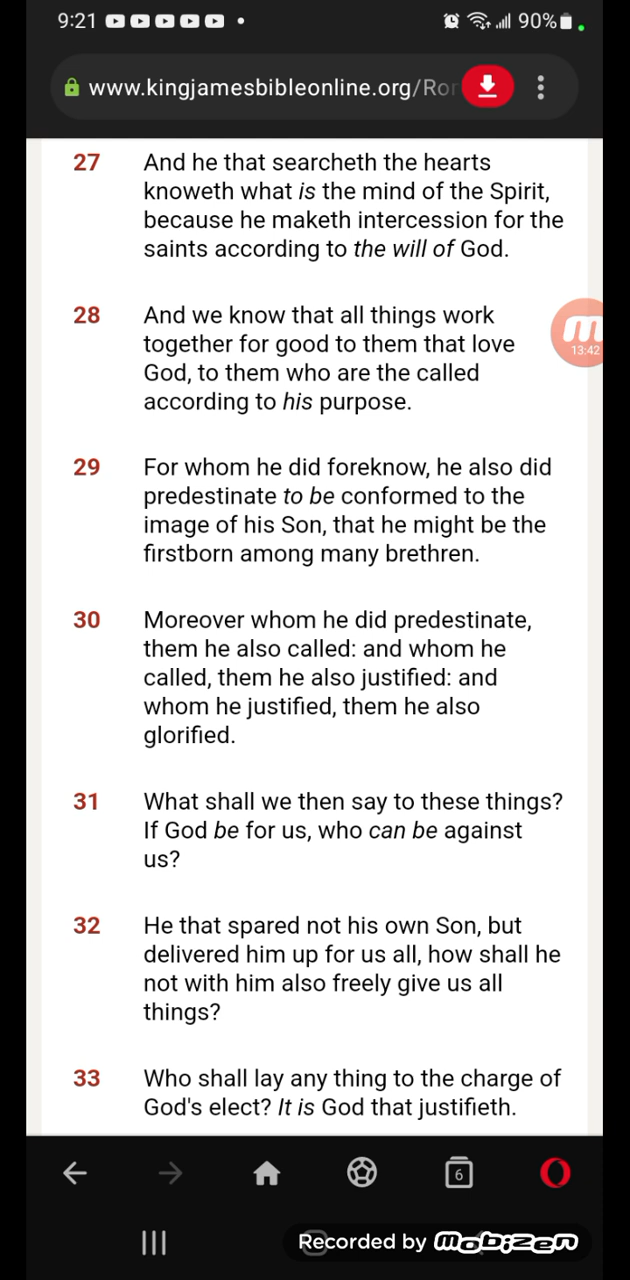 9:21
90%
www.kingjamesbibleonline.org/Ror
27 And he that searcheth the hearts
knoweth what is the mind of the Spirit,
because he maketh intercession for the
saints according to the will of God.
28 And we know that all things work
together for good to them that love
God, to them who are the called
according to his purpose.
13:42
29 For whom he did foreknow, he also did
predestinate to be conformed to the
image of his Son, that he might be the
firstborn among many brethren.
30 Moreover whom he did predestinate,
them he also called: and whom he
called, them he also justified: and
whom he justified, them he also
glorified.
31 What shall we then say to these things?
If God be for us, who can be against
us?
32 He that spared not his own Son, but
delivered him up for us all, how shall he
not with him also freely give us all
things?
33 Who shall lay any thing to the charge of
God's elect? It is God that justifieth.
6
Recorded by mobizen